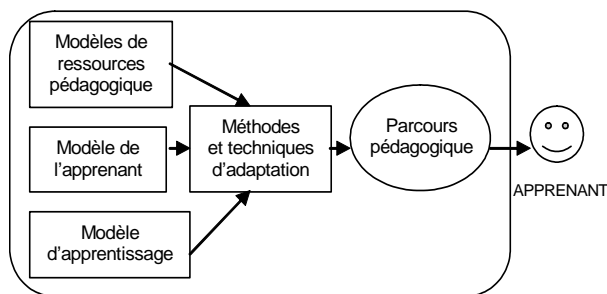 Modèles de
ressources
pédagogique
Modèle de
l'apprenant
Modèle
d'apprentissage
Méthodes
et techniques
d'adaptation
Parcours
pédagogique
APPRENANT